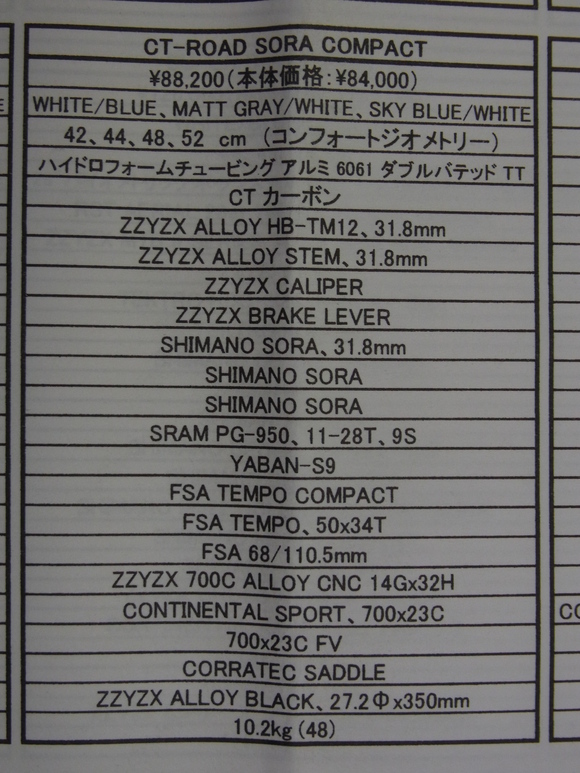 CT-ROAD SORA COMPACT
¥88,200(本体価格:¥84,000)
WHITE/BLUE、MATT GRAY/WHITE、SKY BLUE/WHITE
42、44、48、52 cm (コンフォートジオメトリー)
ハイドロフォームチュービング アルミ 6061 ダブルバテッド TT
CT カーボン
ZZYZX ALLOY HB-TM12、31.8mm
ZZYZX ALLOY STEM、31.8mm
ZZYZX CALIPER
ZZYZX BRAKE LEVER
SHIMANO SORA、31.8mm
SHIMANO SORA
SHIMANO SORA
SRAM PG-950、11-28T、9S
YABAN-S9
FSA TEMPO COMPACT
FSA TEMPO、50x34T
FSA 68/110.5mm
ZZYZX 700C ALLOY CNC 14Gx32H
CONTINENTAL SPORT、700x23C
700x23C FV
CORRATEC SADDLE
ZZYZX ALLOY BLACK、27.2Φx350mm
10.2kg (48)